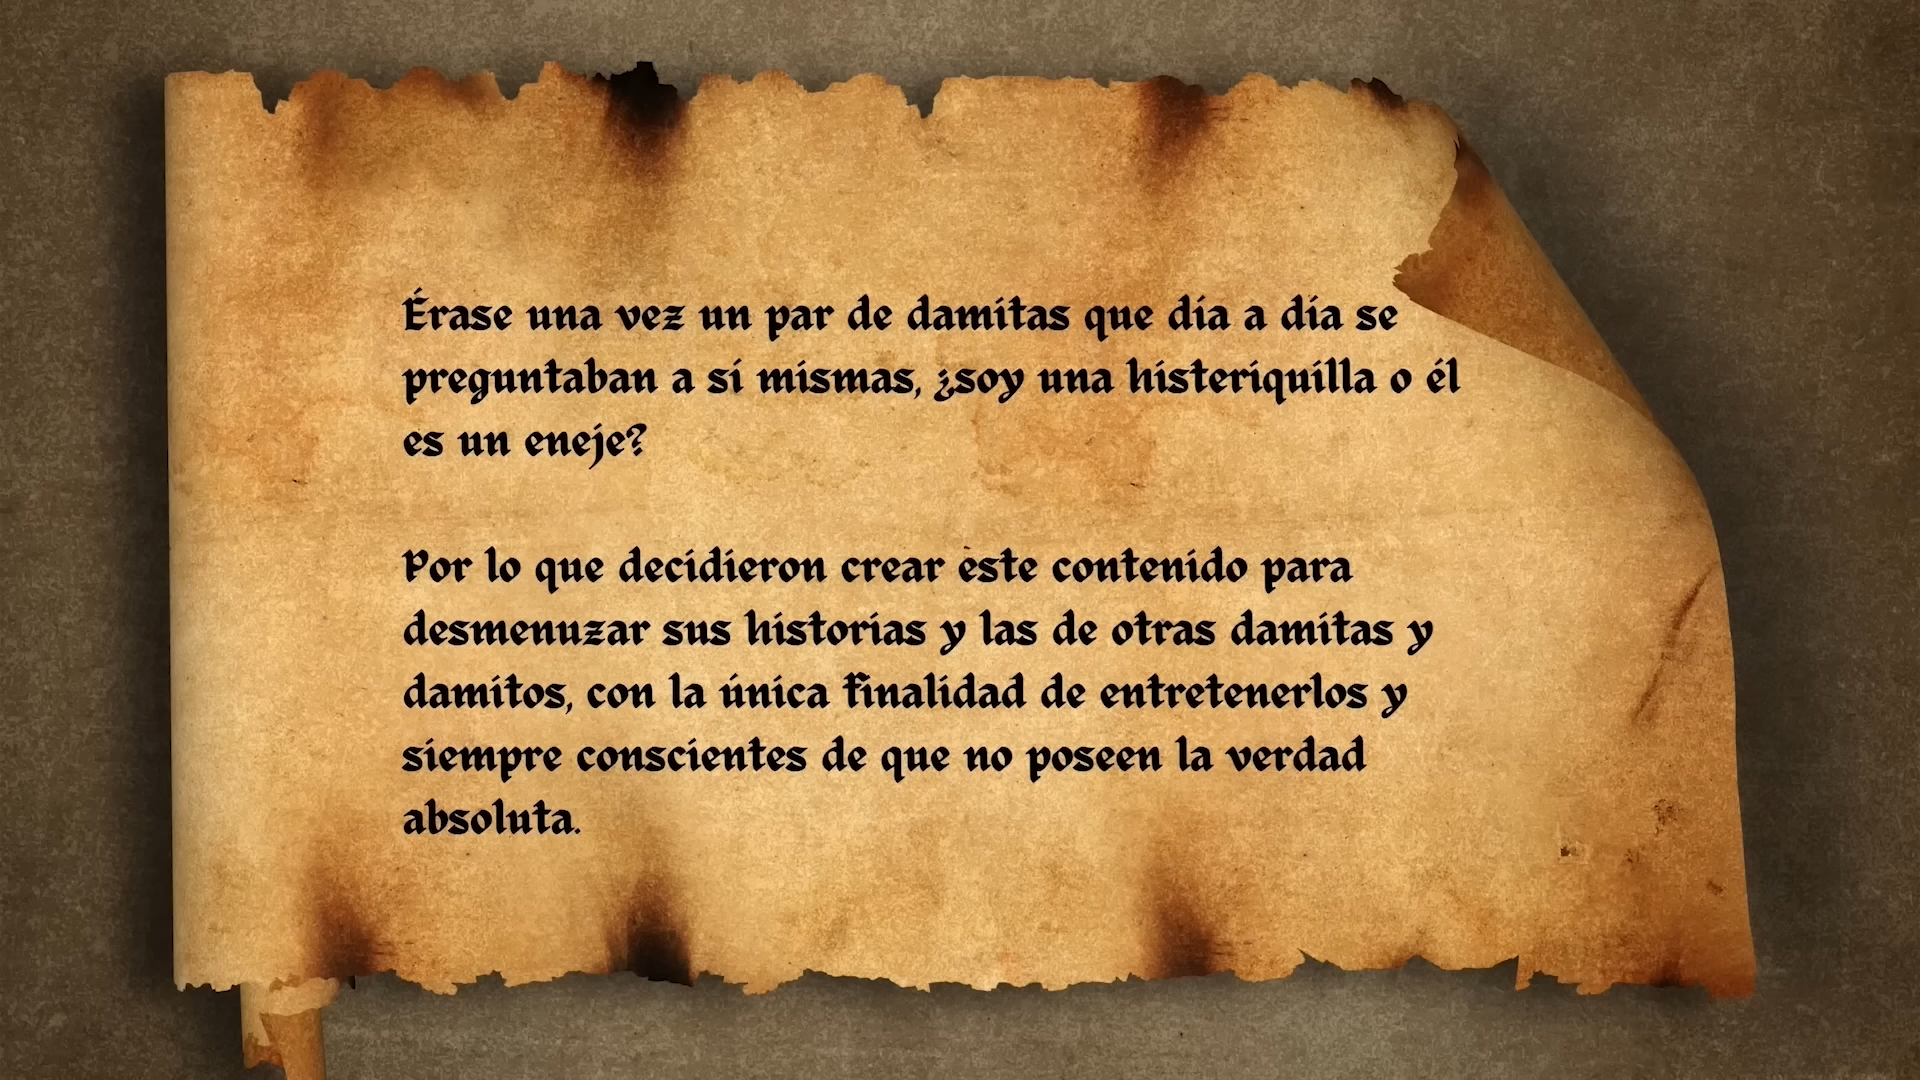 Érase una vez un par de damitas que día a día se
preguntaban a sí mismas, ¿soy una histeriquilla o él
es un eneje?
Por lo que decidieron crear este contenido para
desmenuzar sus historias y las de otras damitas y
damitos, con la única finalidad de entretenerlos y
siempre conscientes de que no poseen la verdad
absoluta.